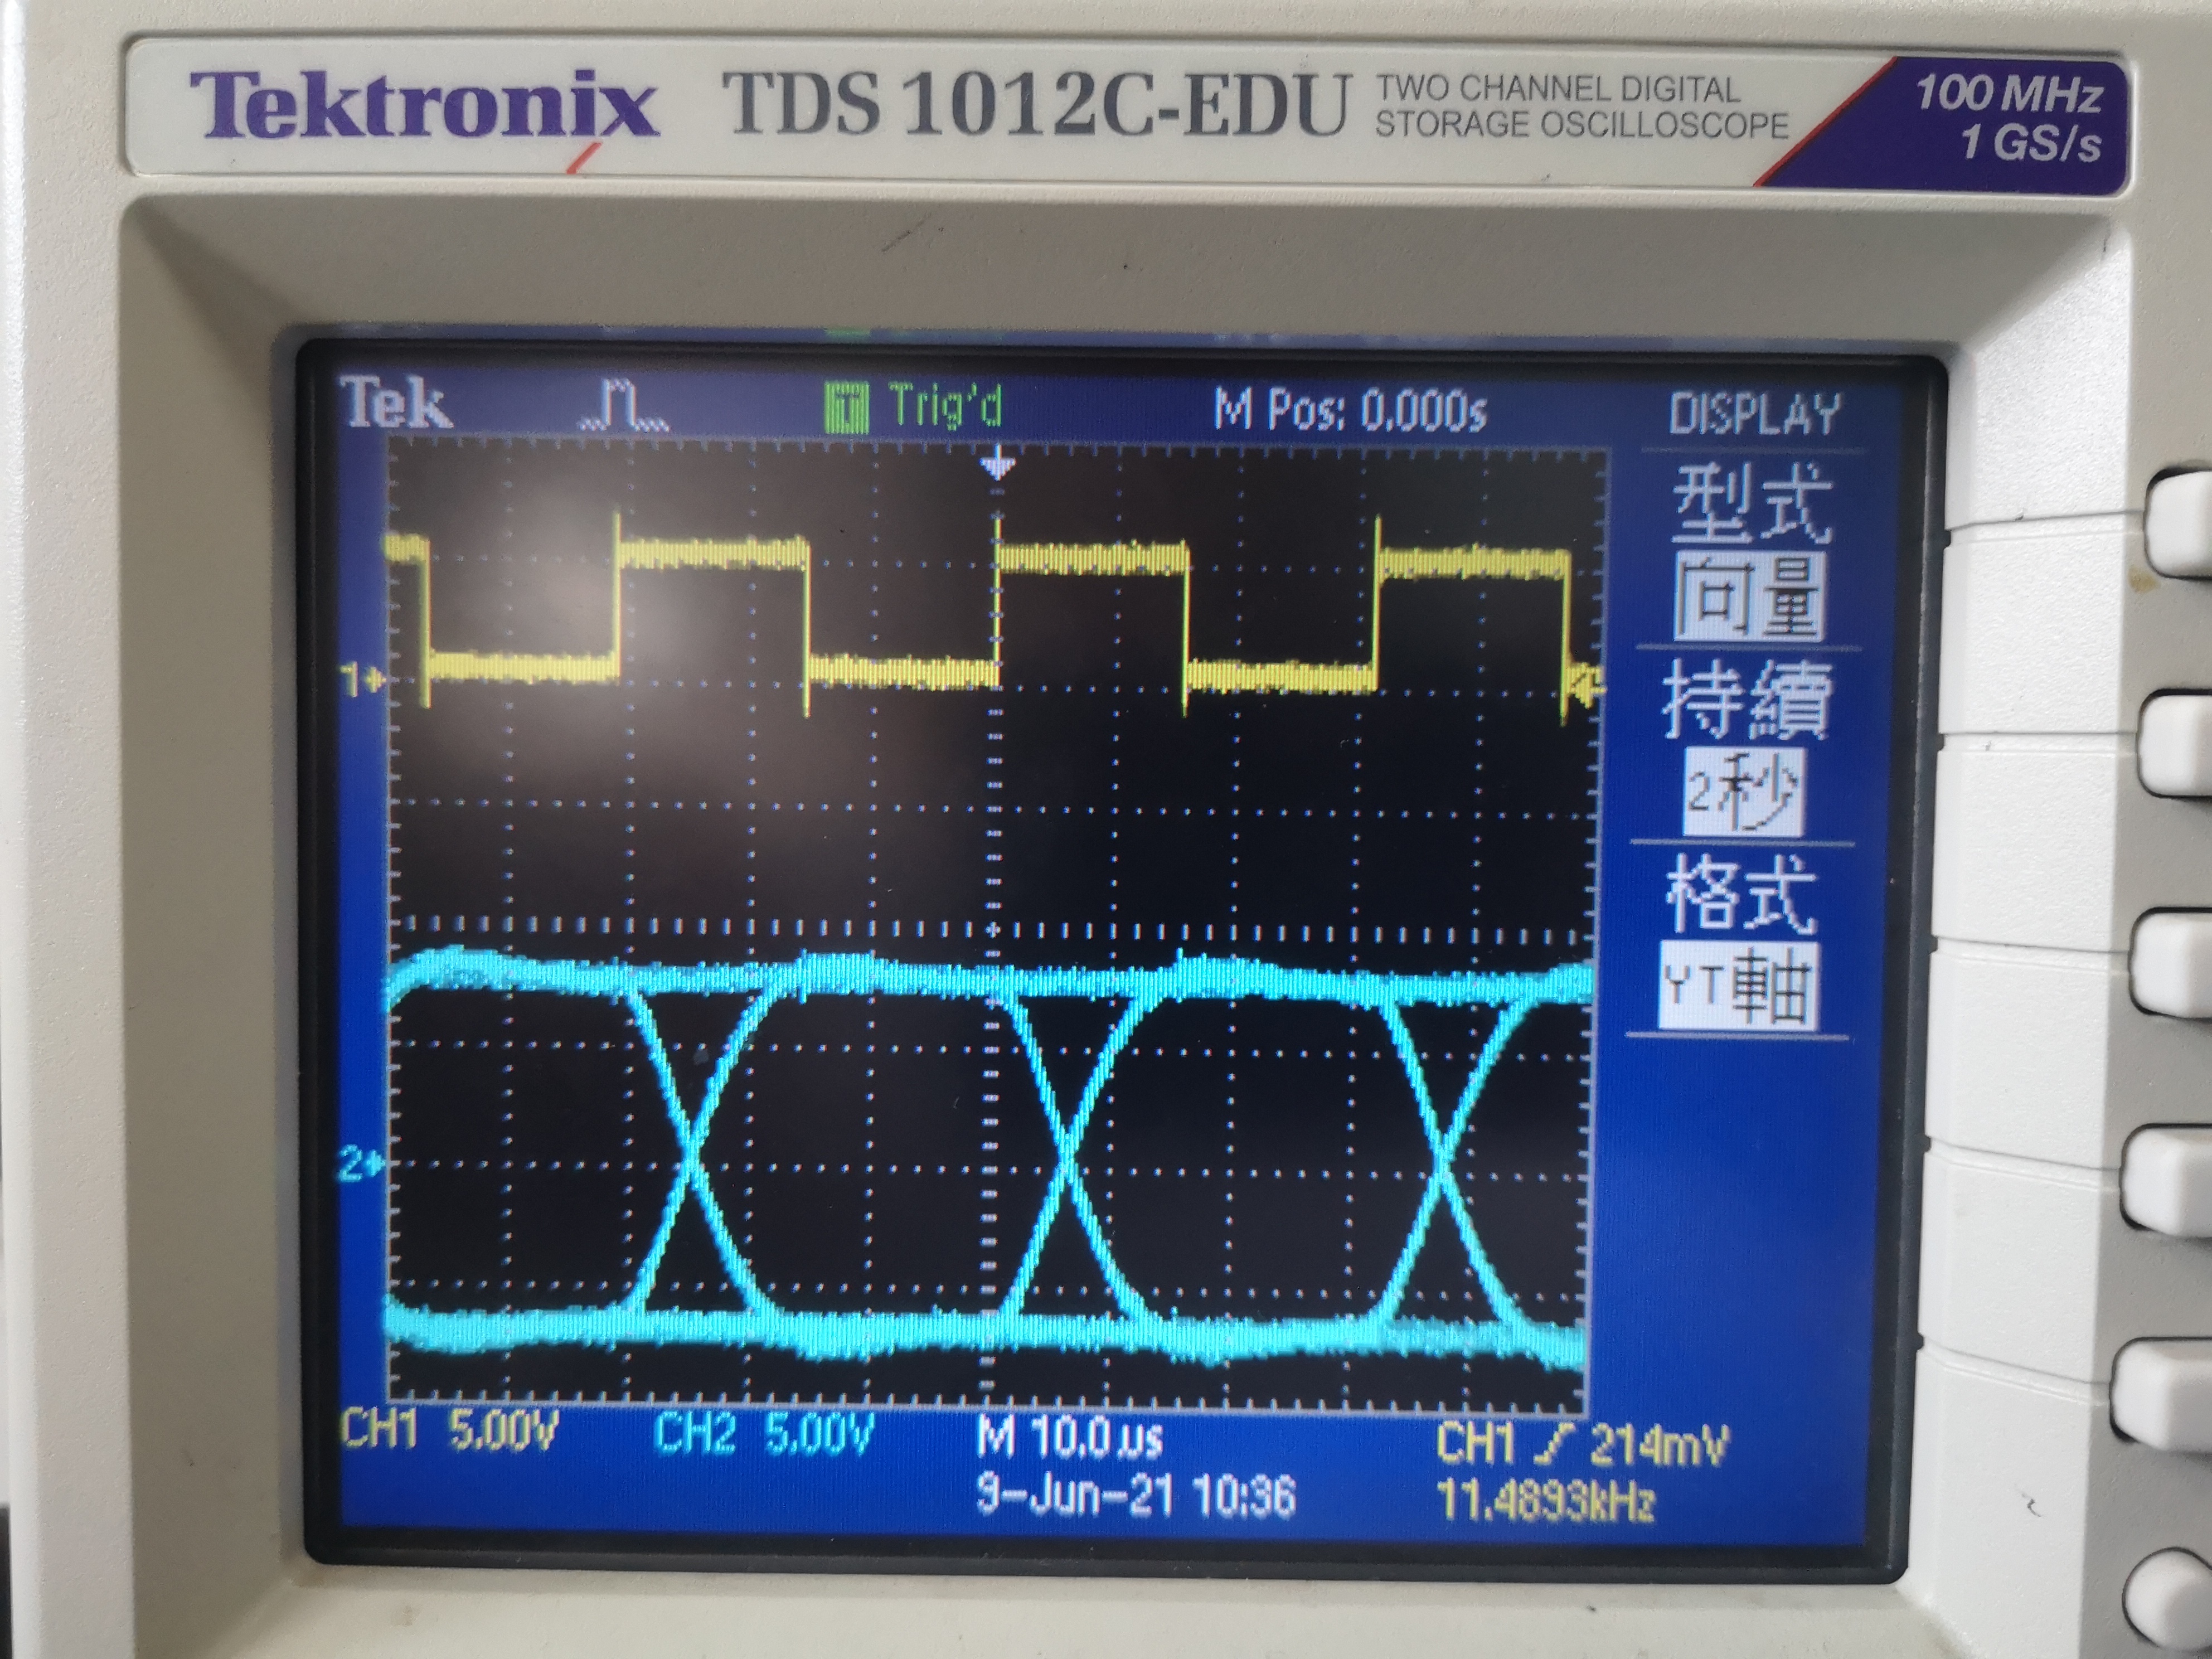 Tektronix TDS 1012C-EDU TWO CHANNEL DIGITAL STORAGE OSCILLOSCOPE
100 MHz
1 GS/s
Tek T Trig'd M Pos: 0.000s DISPLAY
型式
向量
持續
2秒
格式
YT軸
1
2
CH1 5.00V CH2 5.00V M 10.0µs CH1 214mV
9-Jun-21 10:36 11.4893kHz